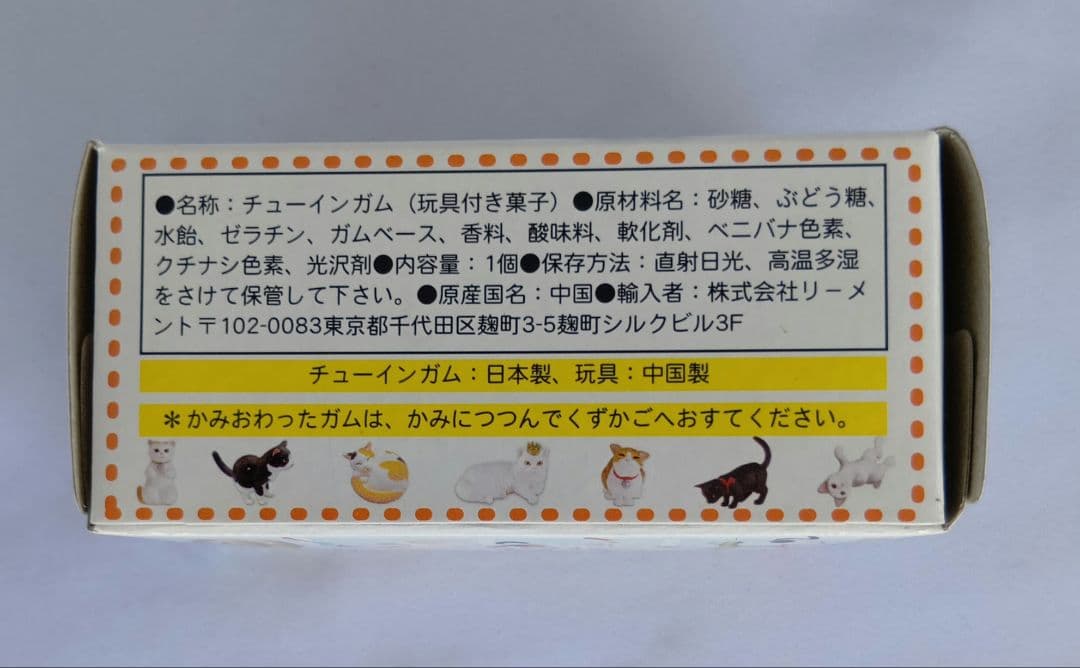 ●名称：チューインガム（玩具付き菓子）●原材料名：砂糖、ぶどう糖、
水飴、ゼラチン、ガムベース、香料、酸味料、軟化剤、ベニバナ色素、
クチナシ色素、光沢剤●内容量：1個●保存方法：直射日光、高温多湿
をさけて保管して下さい。●原産国名：中国●輸入者：株式会社リーメ
ント〒102-0083東京都千代田区麹町3-5麹町シルクビル3F
チューインガム：日本製、玩具：中国製
＊かみおわったガムは、かみにつつんでくずかごへおすてください。